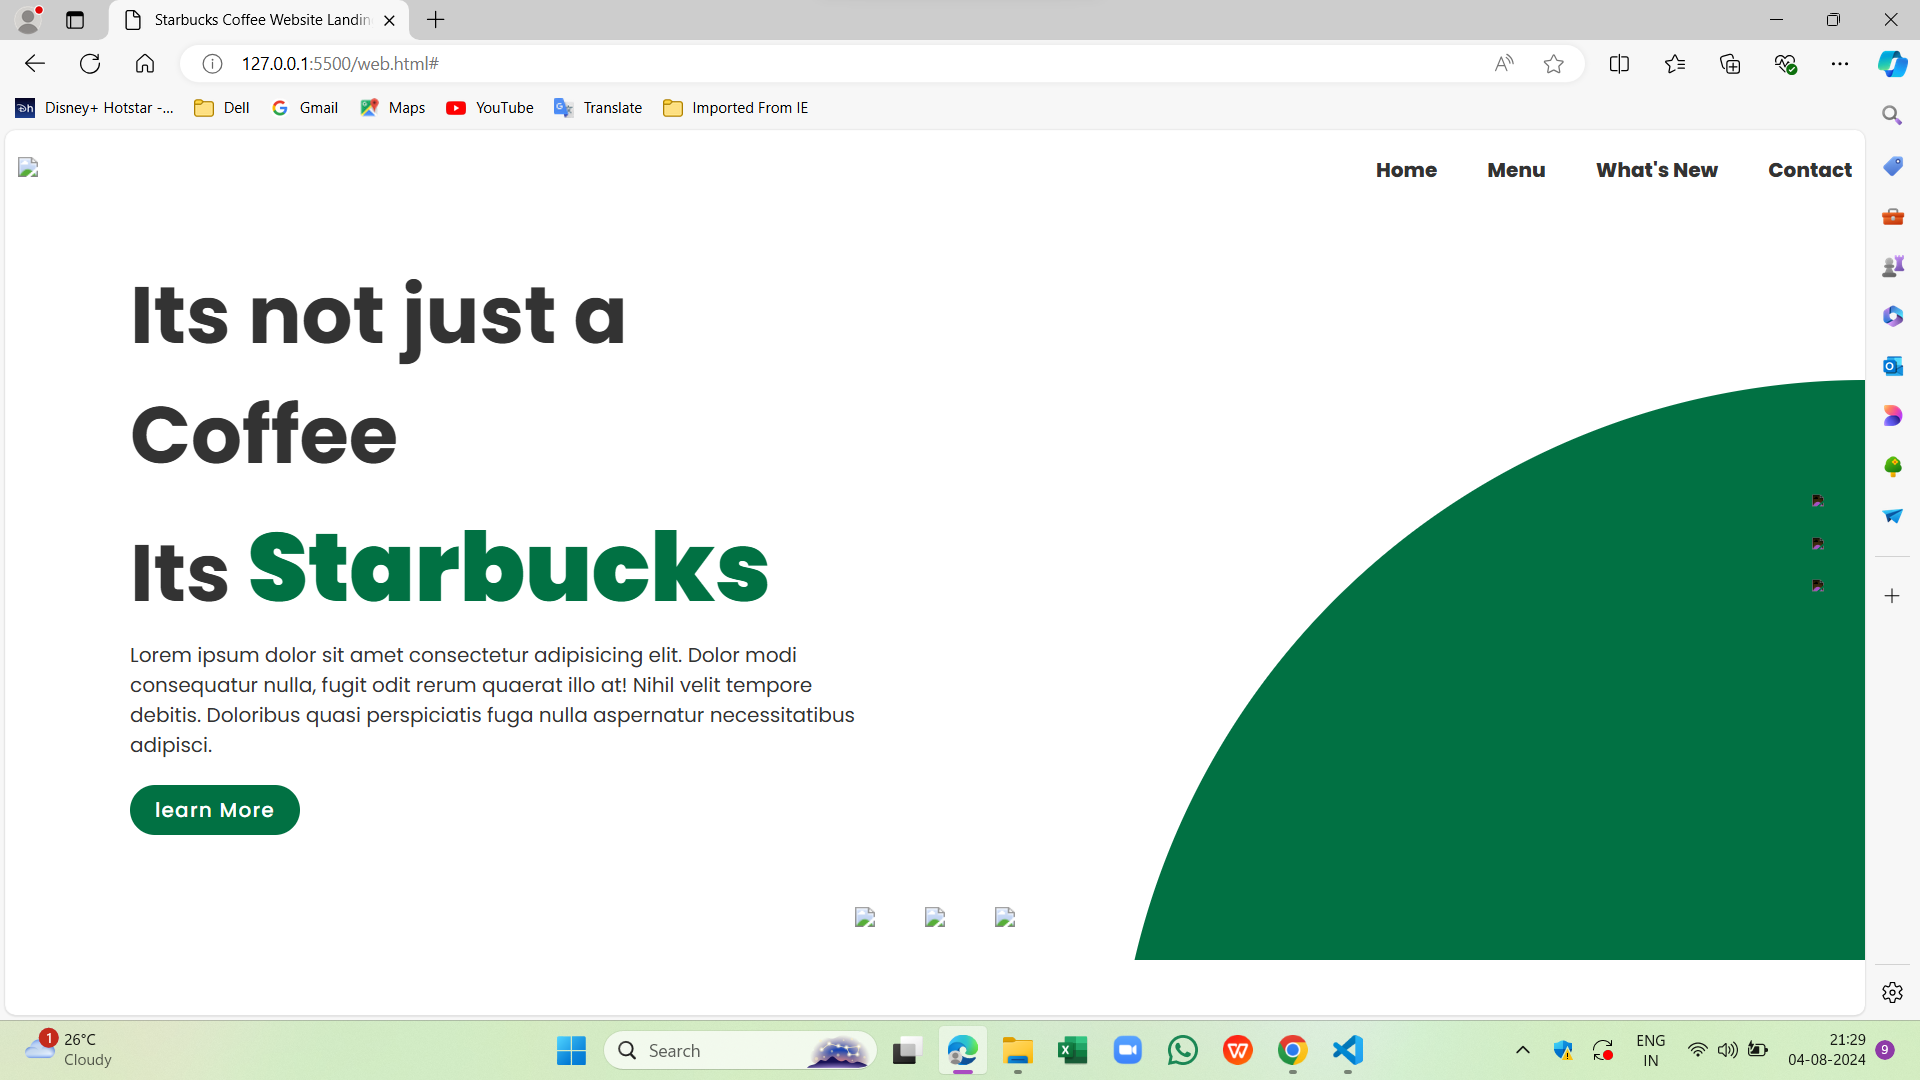 Starbucks Coffee Website Landin
127.0.0.1:5500/web.html#
Disney+ Hotstar -... Dell Gmail Maps YouTube Translate Imported From IE
Home Menu What's New Contact
Its not just a
Coffee
Its Starbucks
Lorem ipsum dolor sit amet consectetur adipisicing elit. Dolor modi
consequatur nulla, fugit odit rerum quaerat illo at! Nihil velit tempore
debitis. Doloribus quasi perspiciatis fuga nulla aspernatur necessitatibus
adipisci.
learn More
1 26°C
Cloudy
Search
ENG
IN
21:29
04-08-2024
9